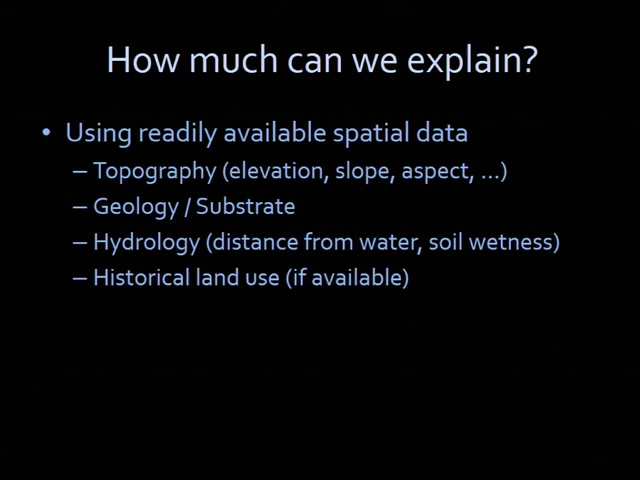 How much can we explain?
• Using readily available spatial data
– Topography (elevation, slope, aspect, ...)
– Geology / Substrate
– Hydrology (distance from water, soil wetness)
– Historical land use (if available)